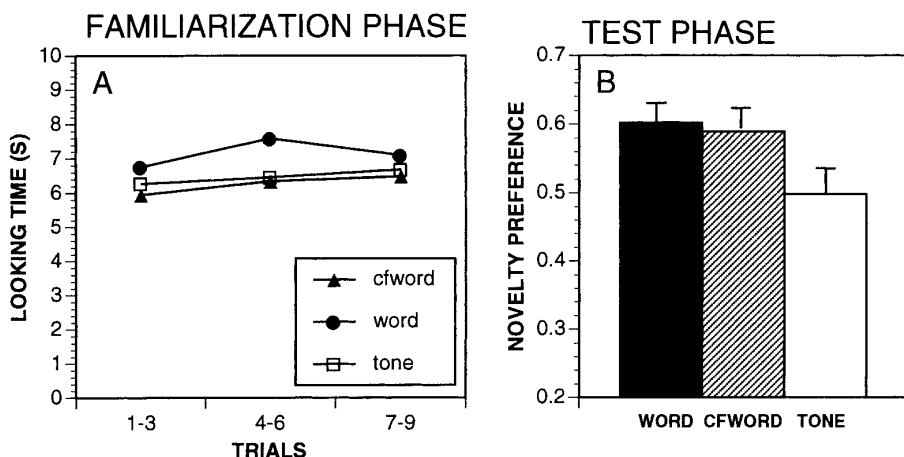 FAMILIARIZATION PHASE
A
LOOKING TIME (S)
10
9
8
7
6
5
4
3
2
1
0
cfword
word
tone
1-3 4-6 7-9
TRIALS
TEST PHASE
B
NOVELTY PREFERENCE
0.7
0.6
0.5
0.4
0.3
0.2
WORD CFWORD TONE